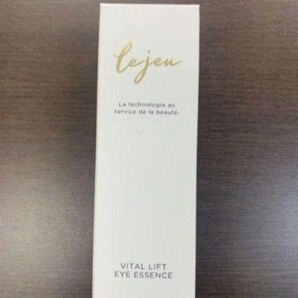 lejeu
La technologie au
service de la beauté.
VITAL LIFT
EYE ESSENCE